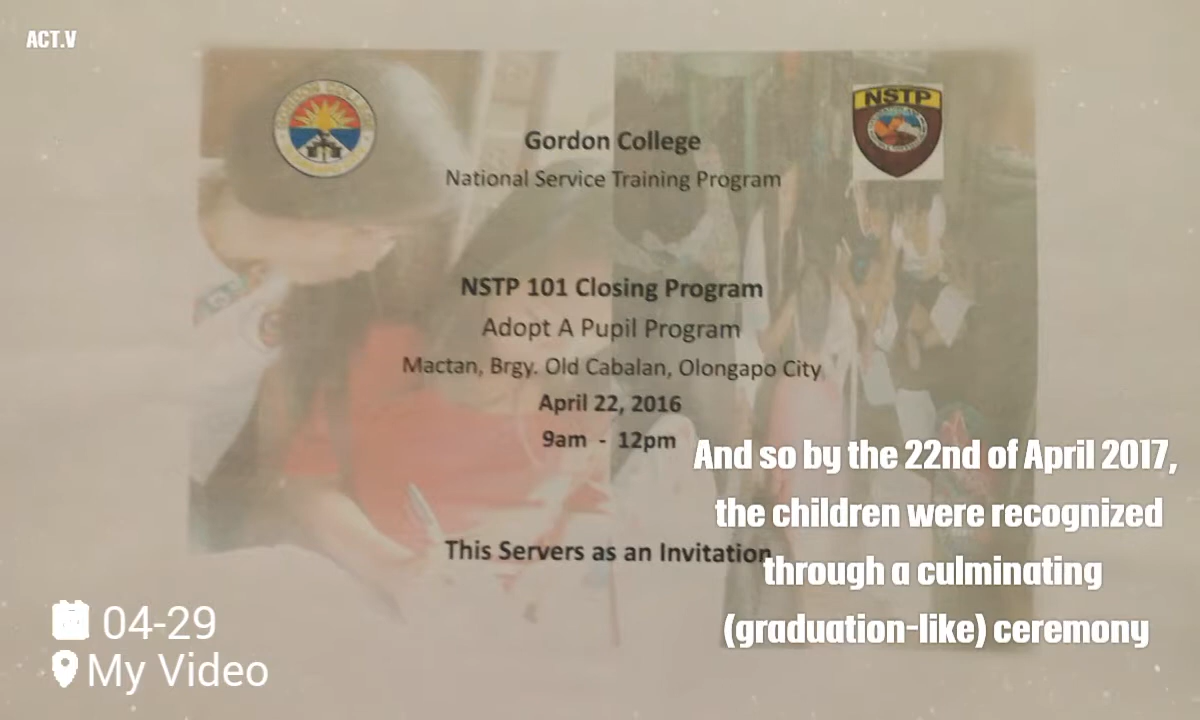 ACT.V
NSTP
Gordon College
National Service Training Program
NSTP 101 Closing Program
Adopt A Pupil Program
Mactan, Brgy. Old Cabalan, Olongapo City
April 22, 2016
9am - 12pm
This Servers as an Invitation
And so by the 22nd of April 2017,
the children were recognized
through a culminating
(graduation-like) ceremony
04-29
My Video